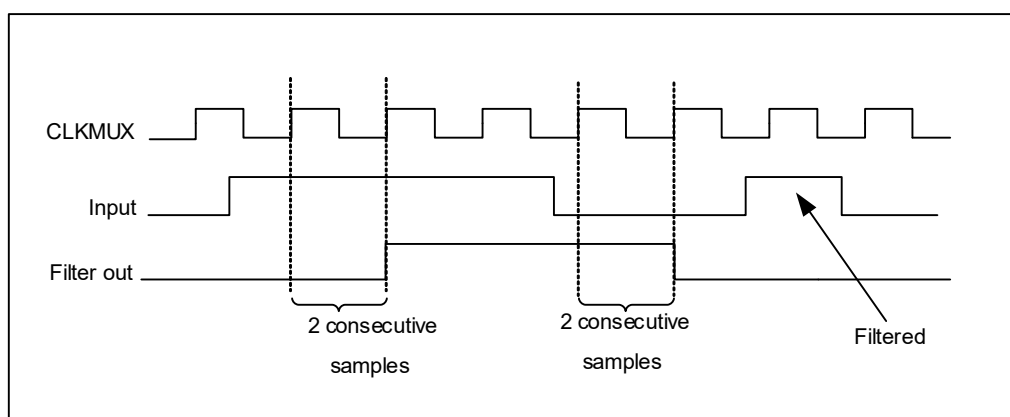 CLKMUX
Input
Filter out
2 consecutive
samples
2 consecutive
samples
Filtered